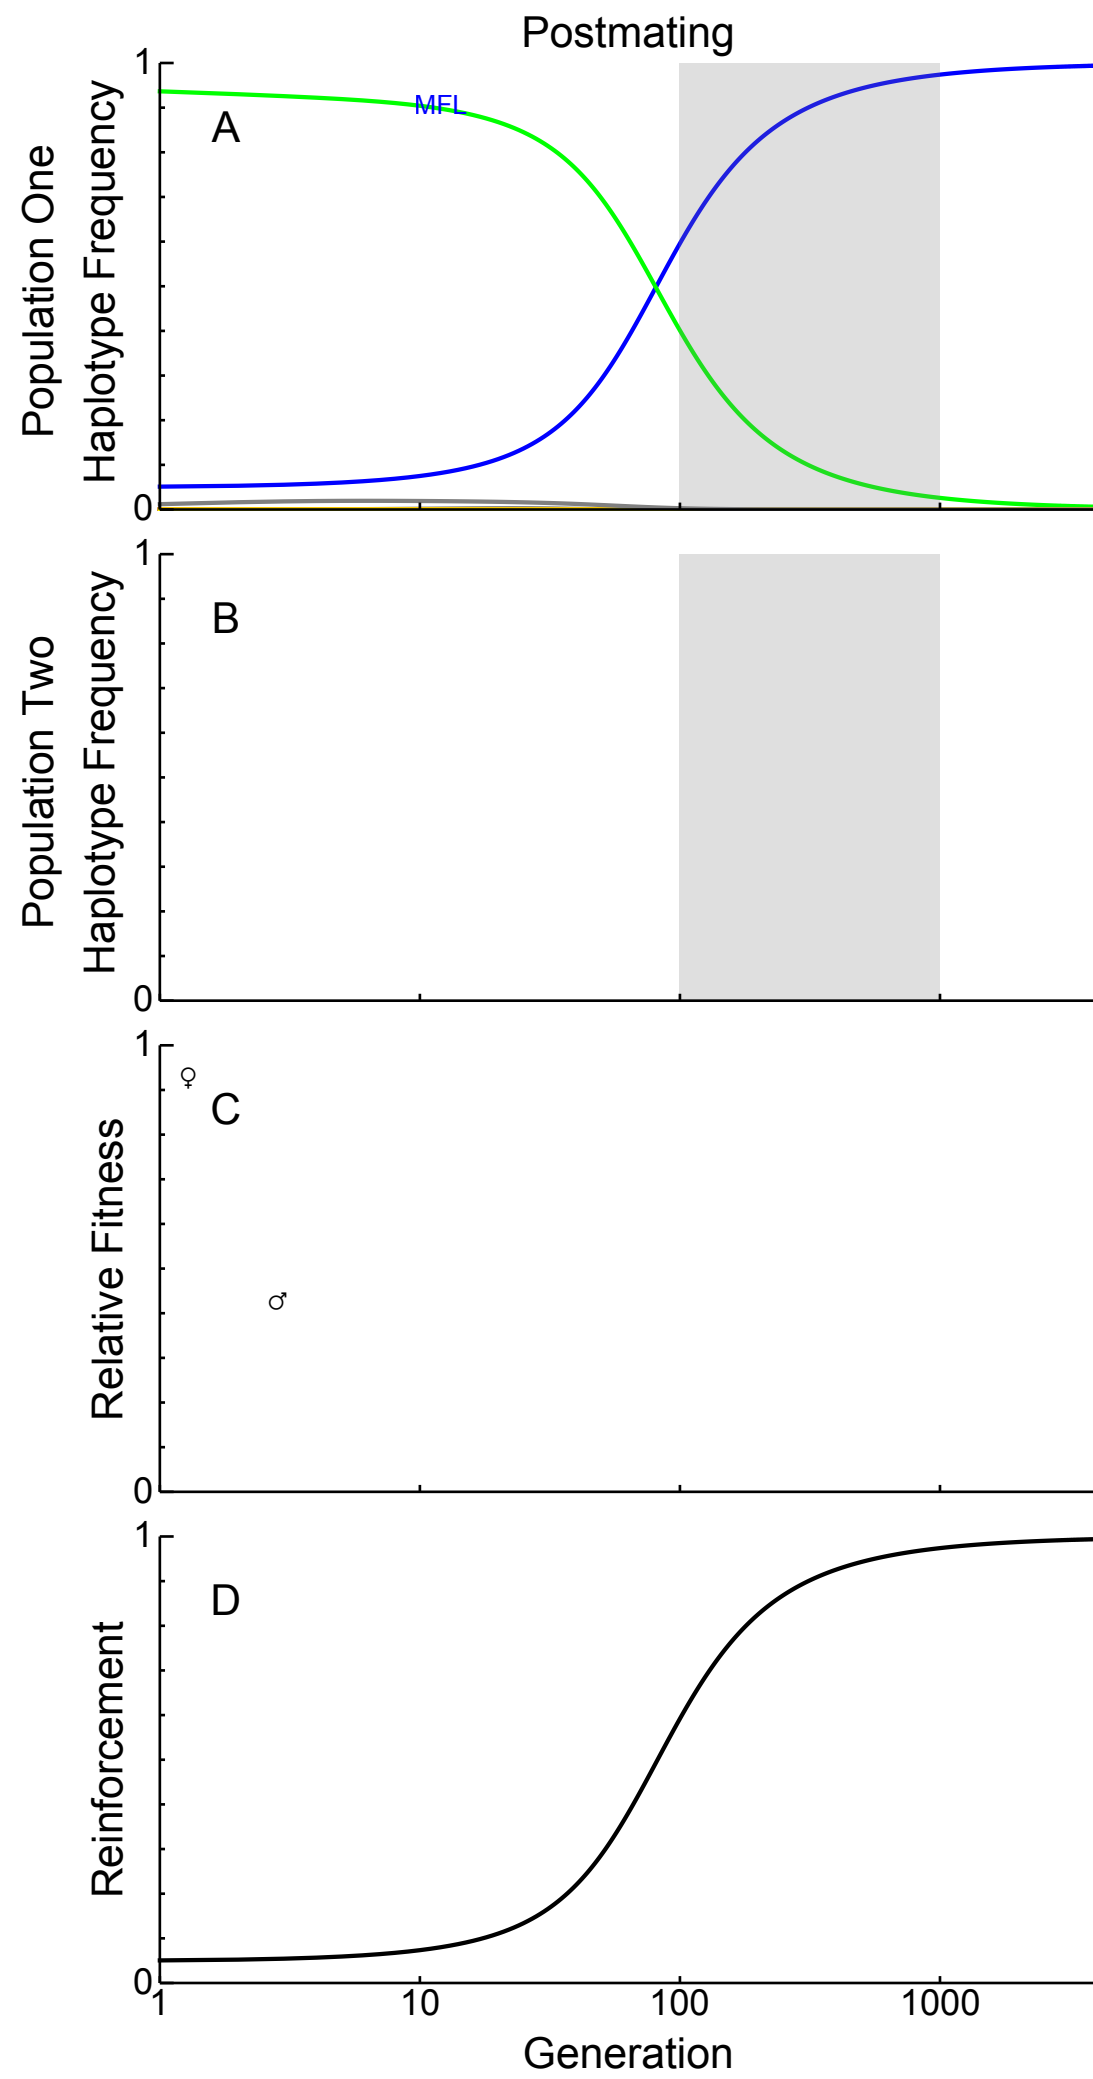 Postmating
Population One
Haplotype Frequency
1
0
A
MFL
Population Two
Haplotype Frequency
1
0
B
Relative Fitness
1
0
♀
C
♂
Reinforcement
1
0
D
1 10 100 1000
Generation